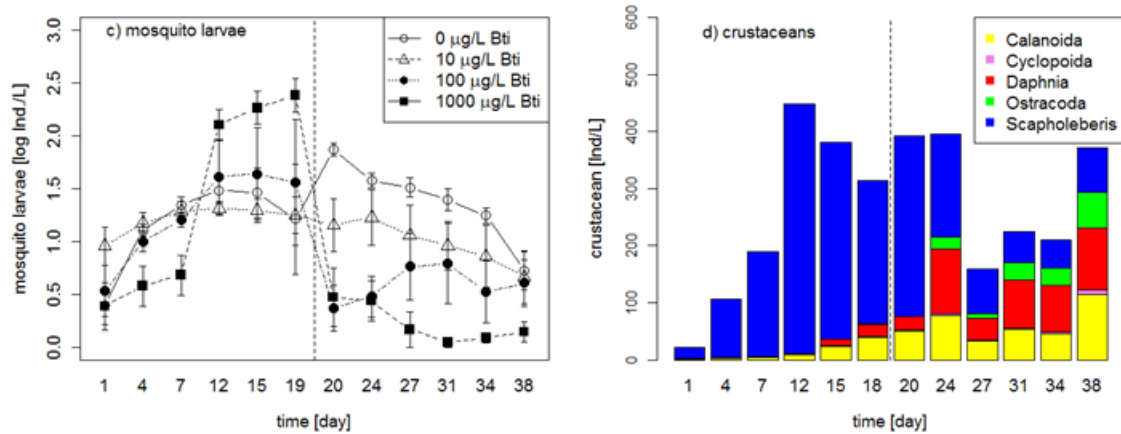 c) mosquito larvae
0 µg/L Bti
10 µg/L Bti
100 µg/L Bti
1000 µg/L Bti
mosquito larvae [log Ind./L]
3.0
2.5
2.0
1.5
1.0
0.5
0.0
1 4 7 12 15 19 20 24 27 31 34 38
time [day]
d) crustaceans
Calanoida
Cyclopoida
Daphnia
Ostracoda
Scapholeberis
crustacean [Ind/L]
600
500
400
300
200
100
0
1 4 7 12 15 18 20 24 27 31 34 38
time [day]